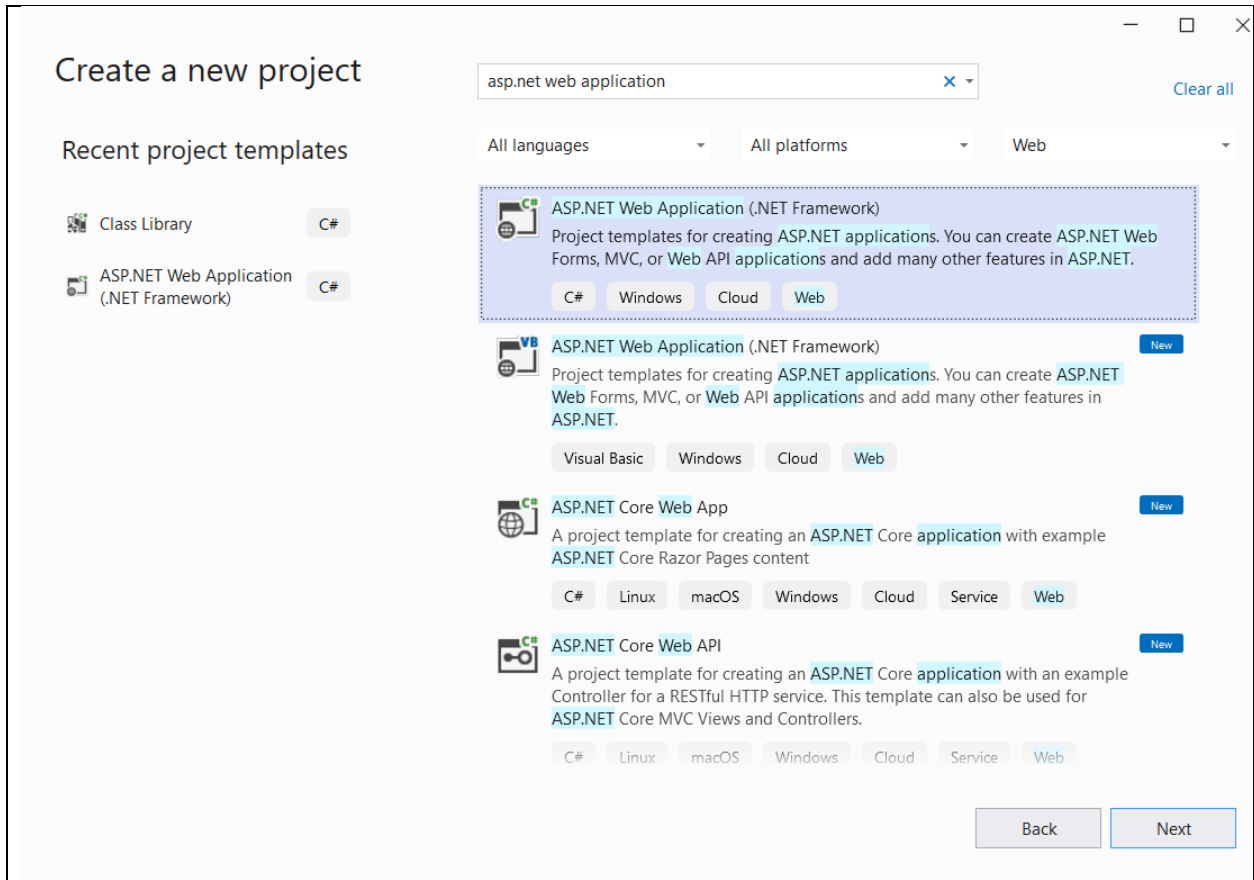 Create a new project
asp.net web application
Clear all
Recent project templates
All languages
All platforms
Web
Class Library
C#
ASP.NET Web Application
(.NET Framework)
C#
C#
ASP.NET Web Application (.NET Framework)
Project templates for creating ASP.NET applications. You can create ASP.NET Web
Forms, MVC, or Web API applications and add many other features in ASP.NET.
C# Windows Cloud Web
VB
ASP.NET Web Application (.NET Framework)
New
Project templates for creating ASP.NET applications. You can create ASP.NET
Web Forms, MVC, or Web API applications and add many other features in
ASP.NET.
Visual Basic Windows Cloud Web
C#
ASP.NET Core Web App
New
A project template for creating an ASP.NET Core application with example
ASP.NET Core Razor Pages content
C# Linux macOS Windows Cloud Service Web
C#
ASP.NET Core Web API
New
A project template for creating an ASP.NET Core application with an example
Controller for a RESTful HTTP service. This template can also be used for
ASP.NET Core MVC Views and Controllers.
C# Linux macOS Windows Cloud Service Web
Back
Next